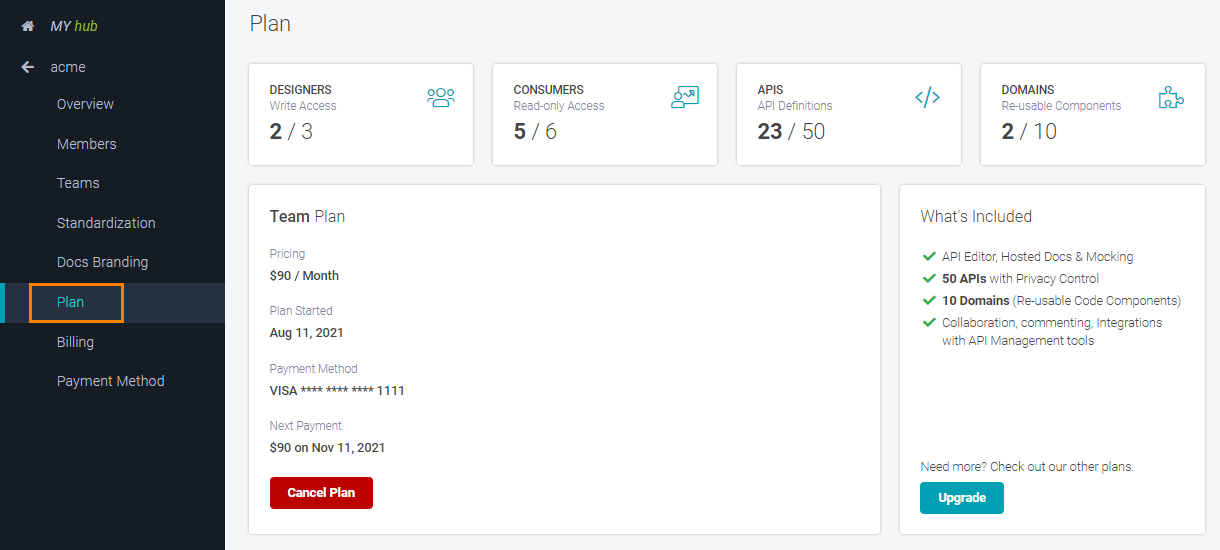 MY hub
acme
Overview
Members
Teams
Standardization
Docs Branding
Plan
Billing
Payment Method
Plan
DESIGNERS
Write Access
2 / 3
CONSUMERS
Read-only Access
5 / 6
APIS
API Definitions
23 / 50
DOMAINS
Re-usable Components
2 / 10
Team Plan
Pricing
$90 / Month
Plan Started
Aug 11, 2021
Payment Method
VISA **** **** **** 1111
Next Payment
$90 on Nov 11, 2021
Cancel Plan
What's Included
API Editor, Hosted Docs & Mocking
50 APIs with Privacy Control
10 Domains (Re-usable Code Components)
Collaboration, commenting, Integrations
with API Management tools
Need more? Check out our other plans.
Upgrade